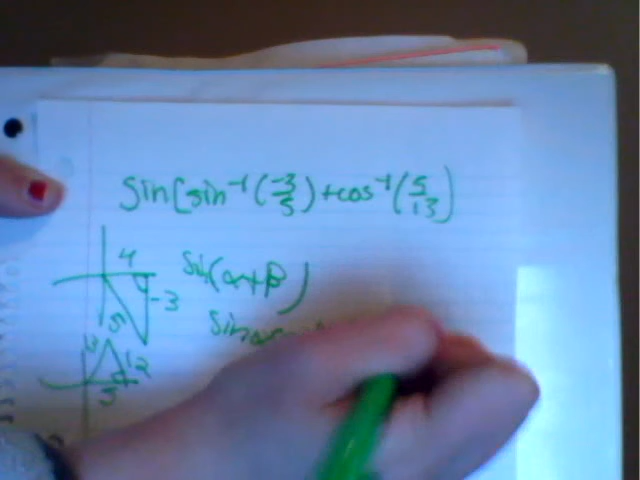 sin[sin⁻¹(-3/5)+cos⁻¹(5/13)
4
sin(α+β)
-3
5
12
5